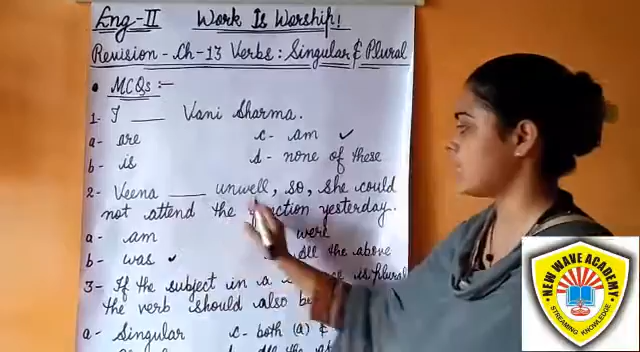 Eng-II Work Is Worship!
Revision - Ch-13 Verbs: Singular & Plural
• MCQs :-
1- I ____ Vani Sharma.
a- are c- am ✓
b- is d- none of these
2- Veena ____ unwell, so, she could
not attend the function yesterday.
a- am were
b- was ✓ All the above
3- If the subject in a is plural
the verb should also be
a- Singular c- both (a) &
NEW WAVE ACADEMY
STREAMING KNOWLEDGE